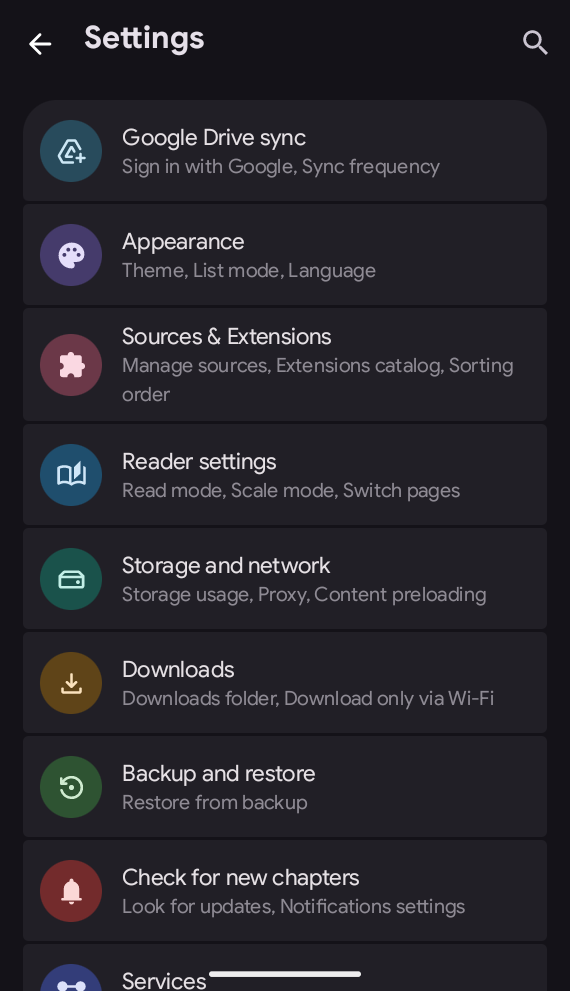 Settings
Google Drive sync
Sign in with Google, Sync frequency
Appearance
Theme, List mode, Language
Sources & Extensions
Manage sources, Extensions catalog, Sorting
order
Reader settings
Read mode, Scale mode, Switch pages
Storage and network
Storage usage, Proxy, Content preloading
Downloads
Downloads folder, Download only via Wi-Fi
Backup and restore
Restore from backup
Check for new chapters
Look for updates, Notifications settings
Services